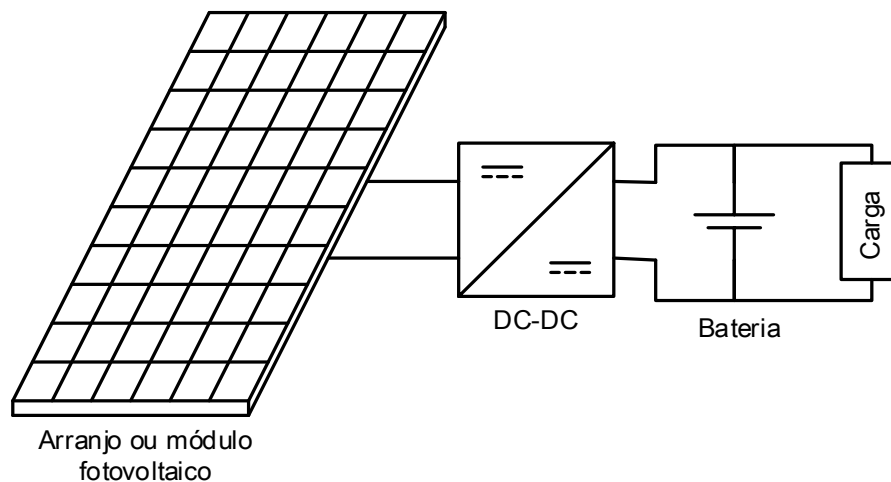 Carga
DC-DC
Bateria
Arranjo ou módulo
fotovoltaico